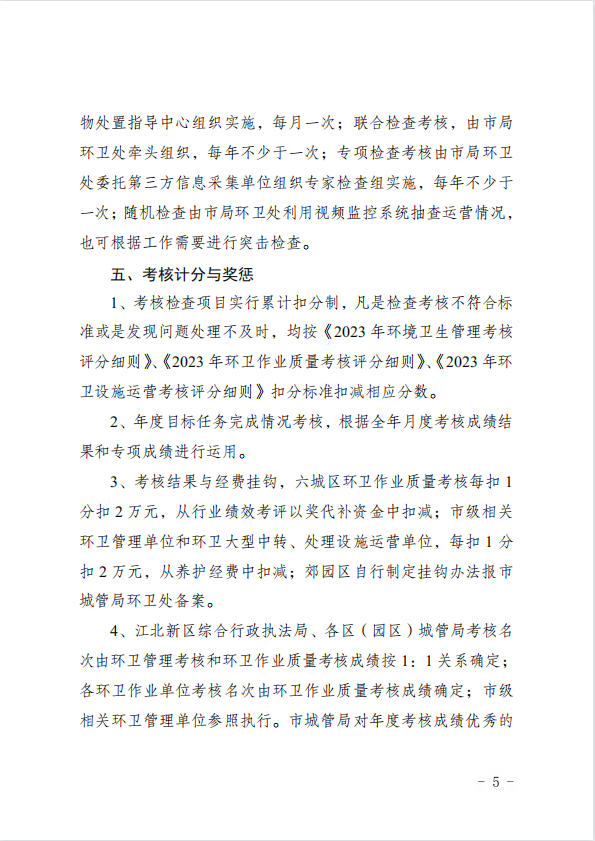 物处置指导中心组织实施，每月一次；联合检查考核，由市局
环卫处牵头组织，每年不少于一次；专项检查考核由市局环卫
处委托第三方信息采集单位组织专家检查组实施，每年不少于
一次；随机检查由市局环卫处利用视频监控系统抽查运营情况，
也可根据工作需要进行突击检查。
五、考核计分与奖惩
1、考核检查项目实行累计扣分制，凡是检查考核不符合标
准或是发现问题处理不及时，均按《2023 年环境卫生管理考核
评分细则》、《2023 年环卫作业质量考核评分细则》、《2023 年环
卫设施运营考核评分细则》扣分标准扣减相应分数。
2、年度目标任务完成情况考核，根据全年月度考核成绩结
果和专项成绩进行运用。
3、考核结果与经费挂钩，六城区环卫作业质量考核每扣 1
分扣 2 万元，从行业绩效考评以奖代补资金中扣减；市级相关
环卫管理单位和环卫大型中转、处理设施运营单位，每扣 1 分
扣 2 万元，从养护经费中扣减；郊园区自行制定挂钩办法报市
城管局环卫处备案。
4、江北新区综合行政执法局、各区（园区）城管局考核名
次由环卫管理考核和环卫作业质量考核成绩按 1：1 关系确定；
各环卫作业单位考核名次由环卫作业质量考核成绩确定；市级
相关环卫管理单位参照执行。市城管局对年度考核成绩优秀的
- 5 -